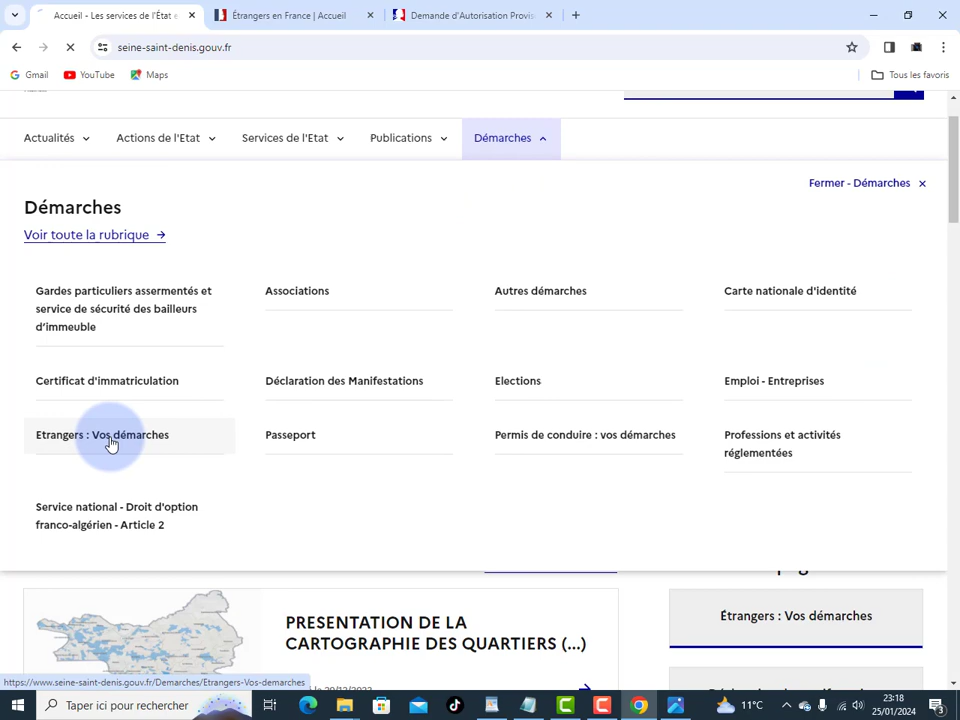 Accueil - Les services de l'État e
Étrangers en France | Accueil
Demande d'Autorisation Provis
seine-saint-denis.gouv.fr
Gmail
YouTube
Maps
Tous les favoris
Actualités
Actions de l'Etat
Services de l'Etat
Publications
Démarches
Fermer - Démarches
Démarches
Voir toute la rubrique
Gardes particuliers assermentés et
service de sécurité des bailleurs
d'immeuble
Associations
Autres démarches
Carte nationale d'identité
Certificat d'immatriculation
Déclaration des Manifestations
Elections
Emploi - Entreprises
Etrangers : Vos démarches
Passeport
Permis de conduire : vos démarches
Professions et activités
réglementées
Service national - Droit d'option
franco-algérien - Article 2
PRESENTATION DE LA
CARTOGRAPHIE DES QUARTIERS (...)
Étrangers : Vos démarches
https://www.seine-saint-denis.gouv.fr/Demarches/Etrangers-Vos-demarches
Taper ici pour rechercher
11°C
23:18
25/01/2024
3